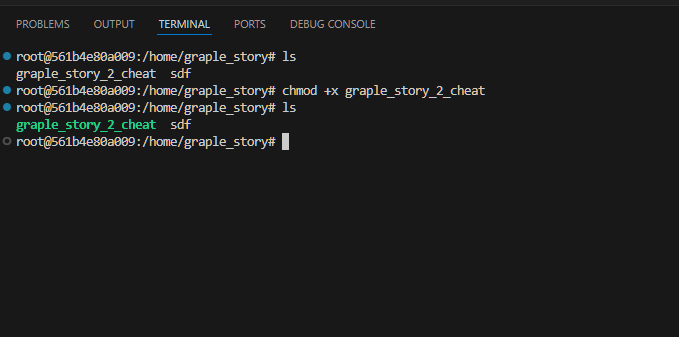 PROBLEMS OUTPUT TERMINAL PORTS DEBUG CONSOLE
root@561b4e80a009:/home/graple_story# ls
graple_story_2_cheat  sdf
root@561b4e80a009:/home/graple_story# chmod +x graple_story_2_cheat
root@561b4e80a009:/home/graple_story# ls
graple_story_2_cheat  sdf
root@561b4e80a009:/home/graple_story#